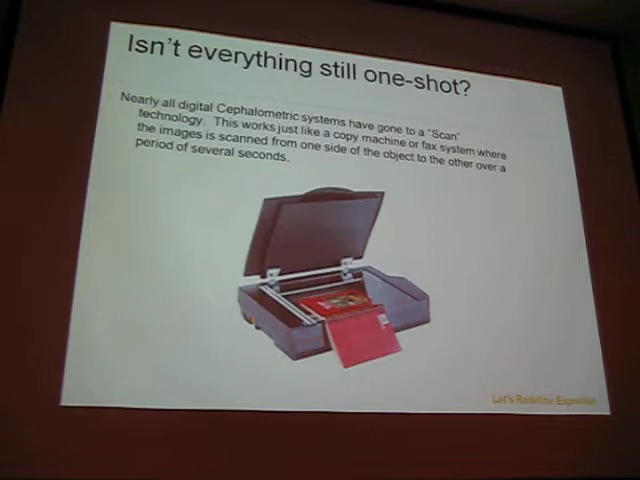 Isn't everything still one-shot?
Nearly all digital Cephalometric systems have gone to a "Scan"
technology. This works just like a copy machine or fax system where
the images is scanned from one side of the object to the other over a
period of several seconds.
Let's Redefine